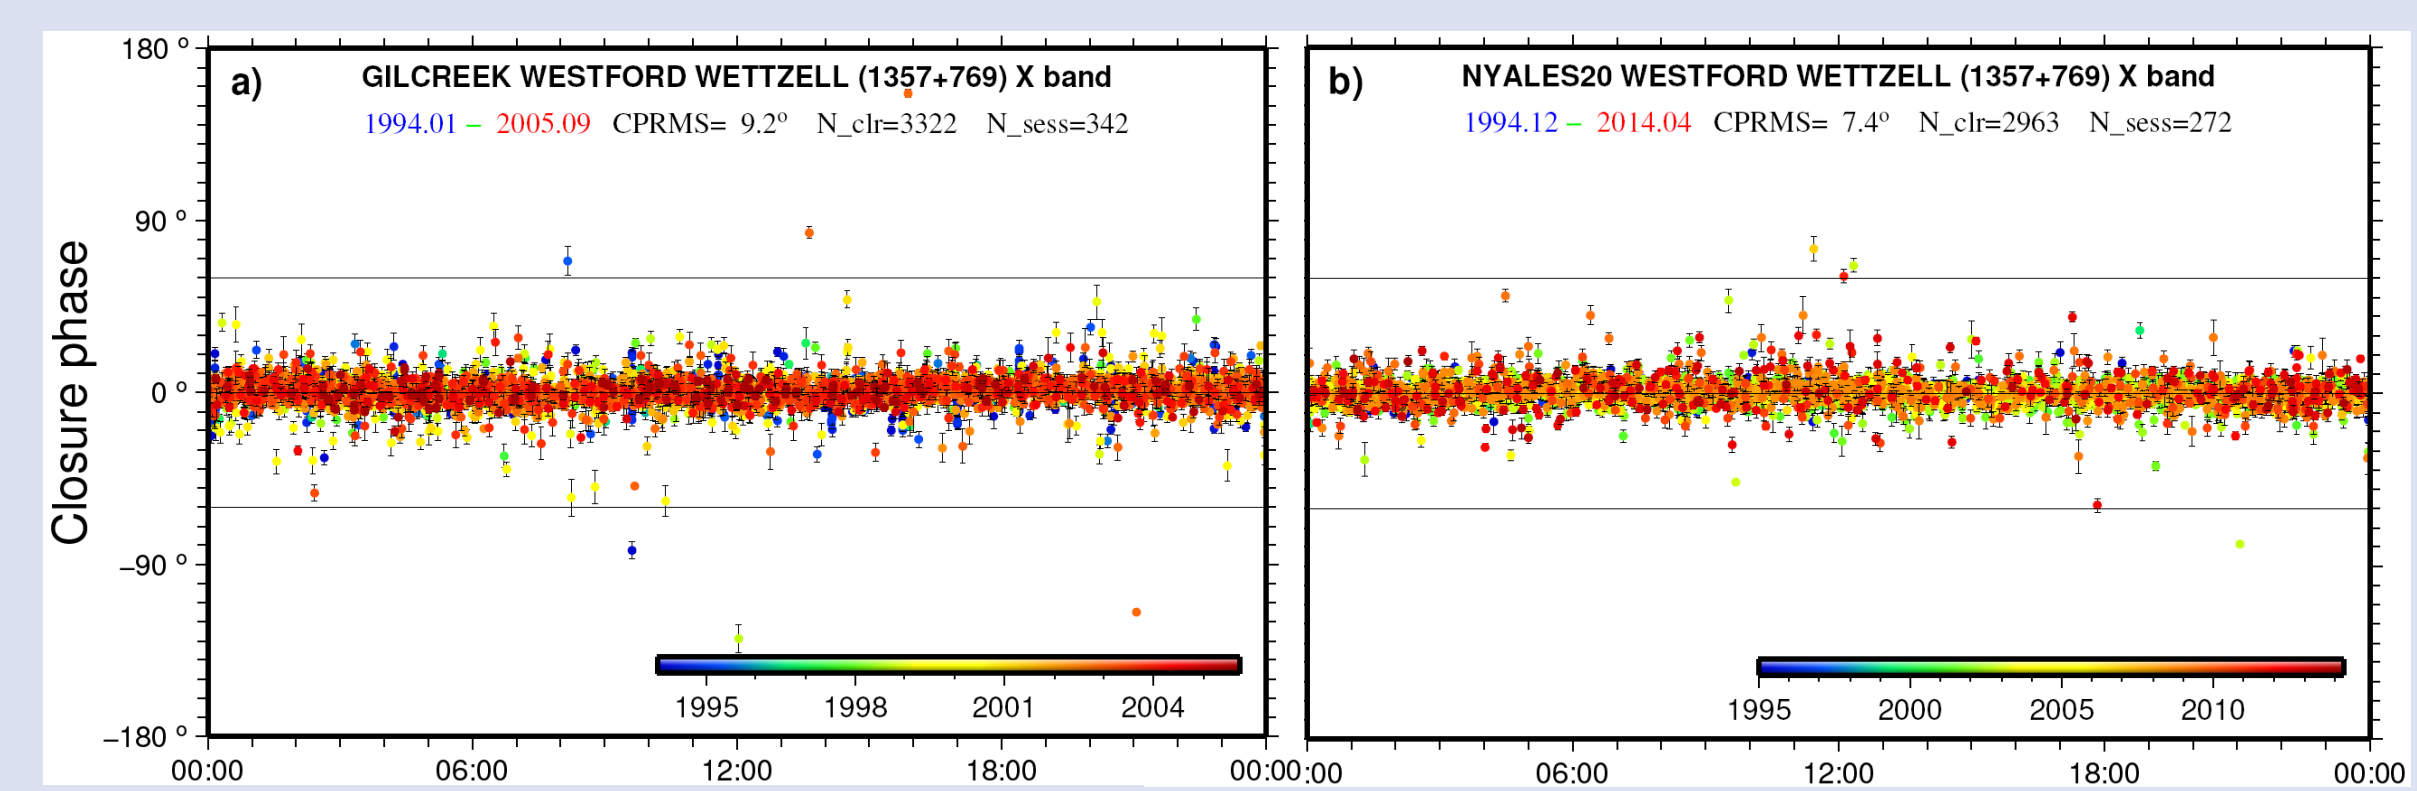 Closure phase
180 °
90 °
0 °
−90 °
−180 °
a)
GILCREEK WESTFORD WETTZELL (1357+769) X band
1994.01 – 2005.09 CPRMS= 9.2° N_clr=3322 N_sess=342
1995 1998 2001 2004
00:00 06:00 12:00 18:00 00:00
b)
NYALES20 WESTFORD WETTZELL (1357+769) X band
1994.12 – 2014.04 CPRMS= 7.4° N_clr=2963 N_sess=272
1995 2000 2005 2010
0:00 06:00 12:00 18:00 00:00